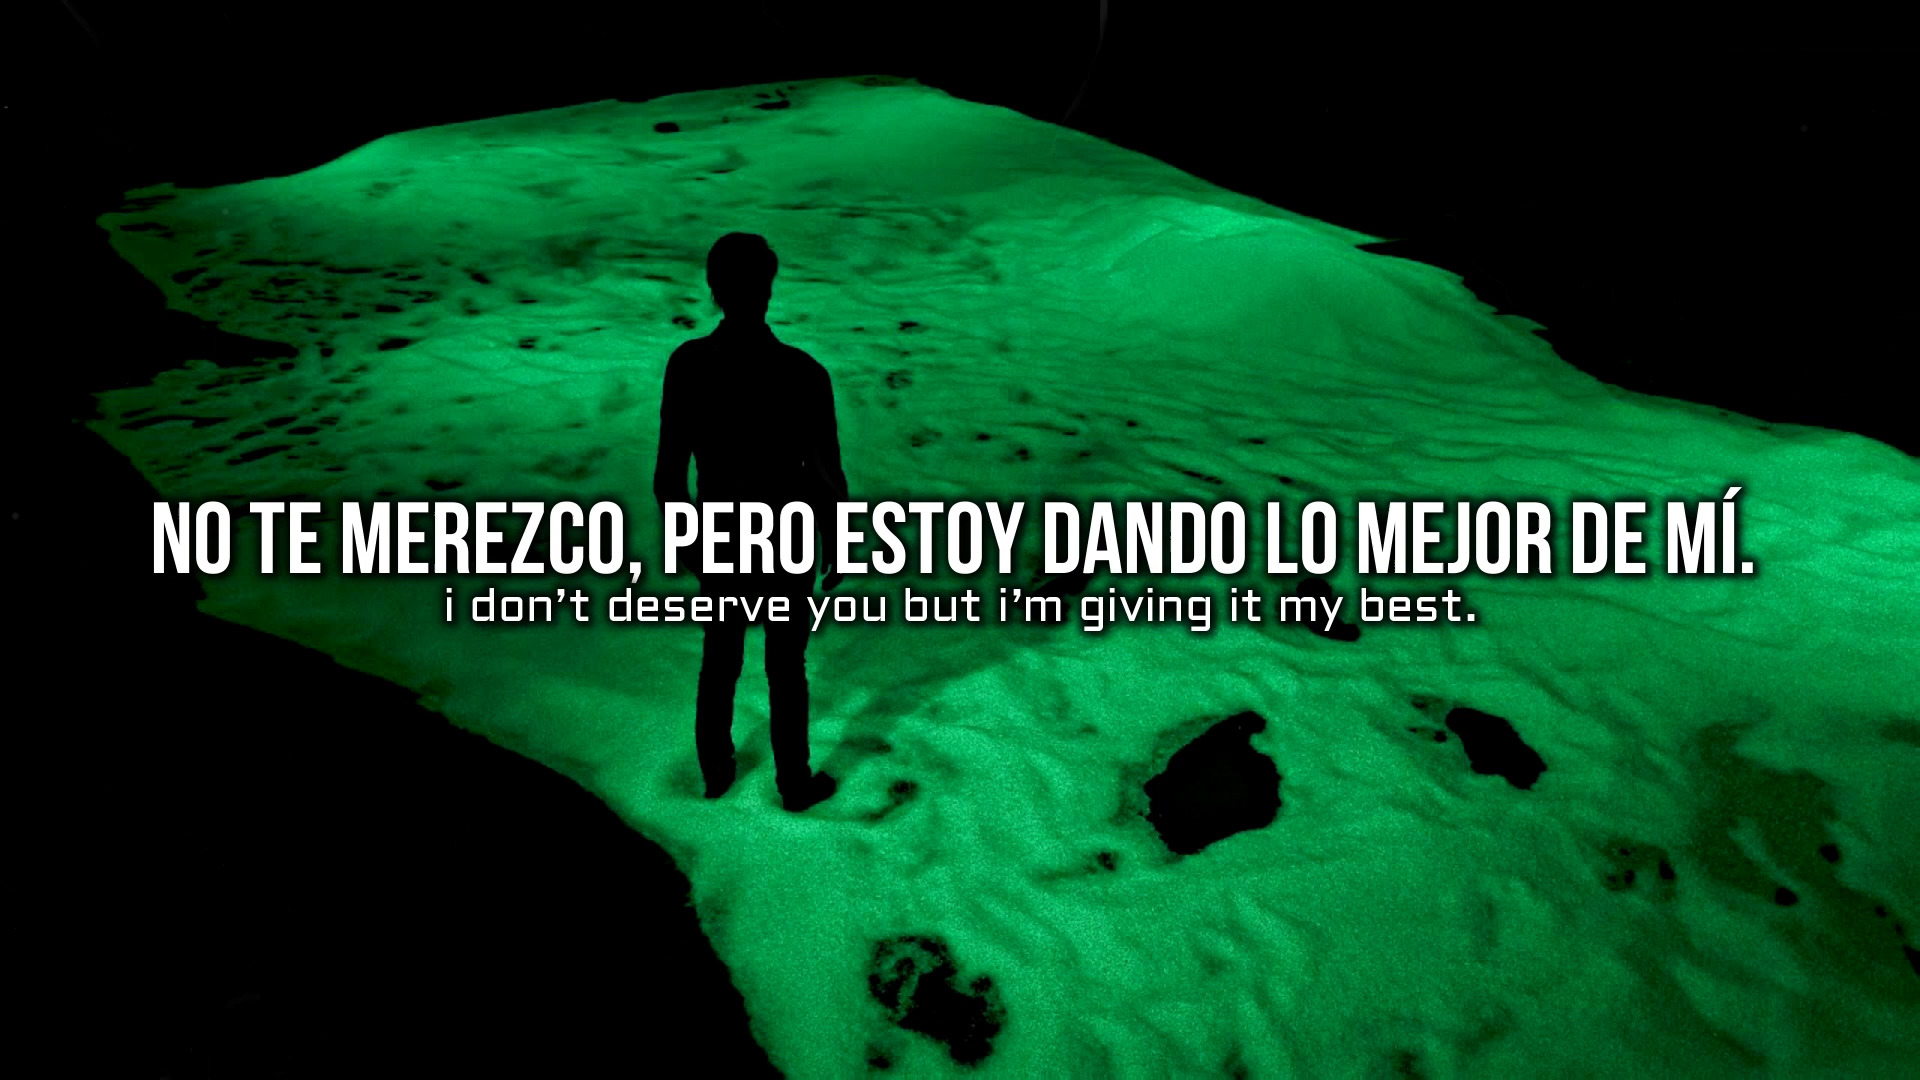 NO TE MEREZCO, PERO ESTOY DANDO LO MEJOR DE MÍ.
i don't deserve you but i'm giving it my best.